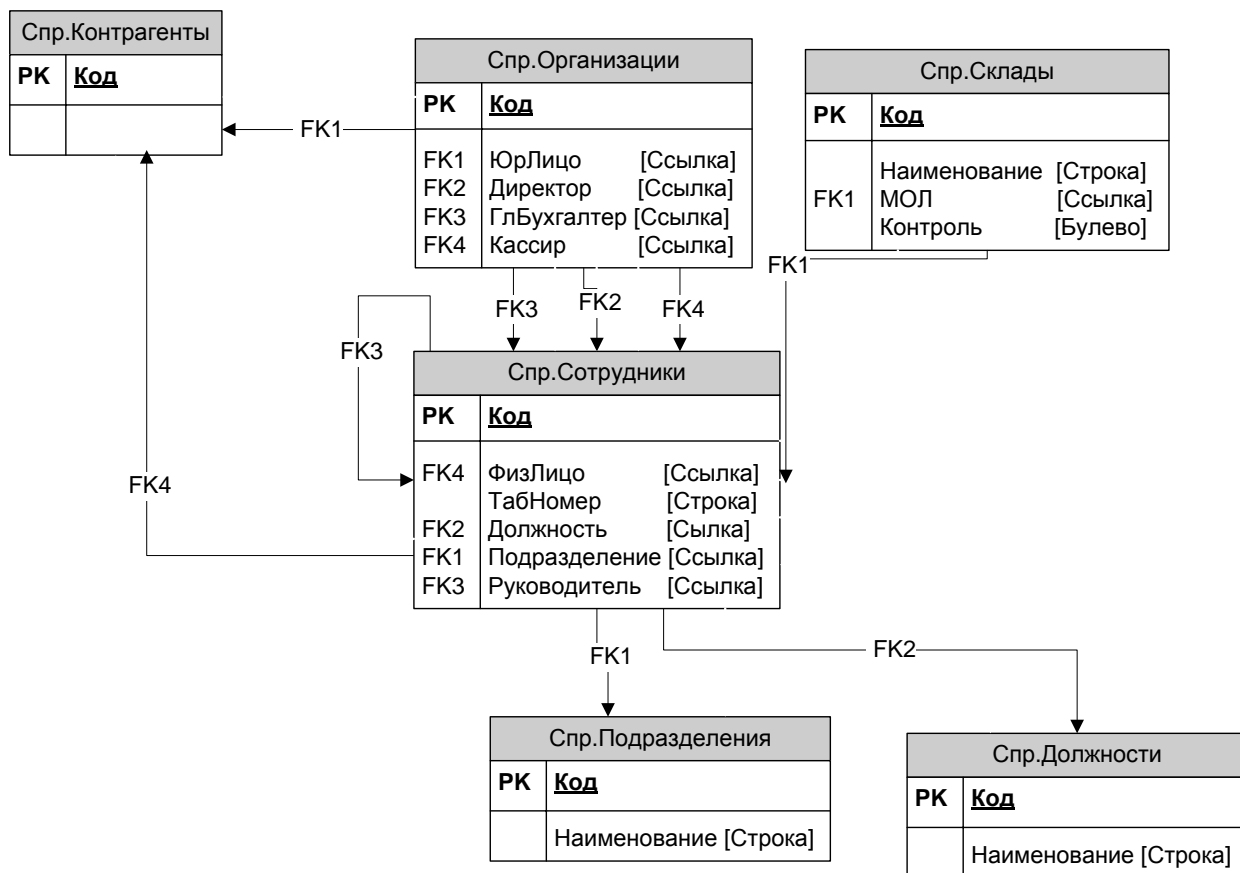 Спр.Контрагенты
PK Код
Спр.Организации
PK Код
FK1 ЮрЛицо [Ссылка]
FK2 Директор [Ссылка]
FK3 ГлБухгалтер [Ссылка]
FK4 Кассир [Ссылка]
Спр.Склады
PK Код
Наименование [Строка]
FK1 МОЛ [Ссылка]
Контроль [Булево]
FK1
FK1
FK3
FK2
FK4
FK3
Спр.Сотрудники
PK Код
FK4 ФизЛицо [Ссылка]
ТабНомер [Строка]
FK2 Должность [Сылка]
FK1 Подразделение [Ссылка]
FK3 Руководитель [Ссылка]
FK4
FK1
FK2
Спр.Подразделения
PK Код
Наименование [Строка]
Спр.Должности
PK Код
Наименование [Строка]